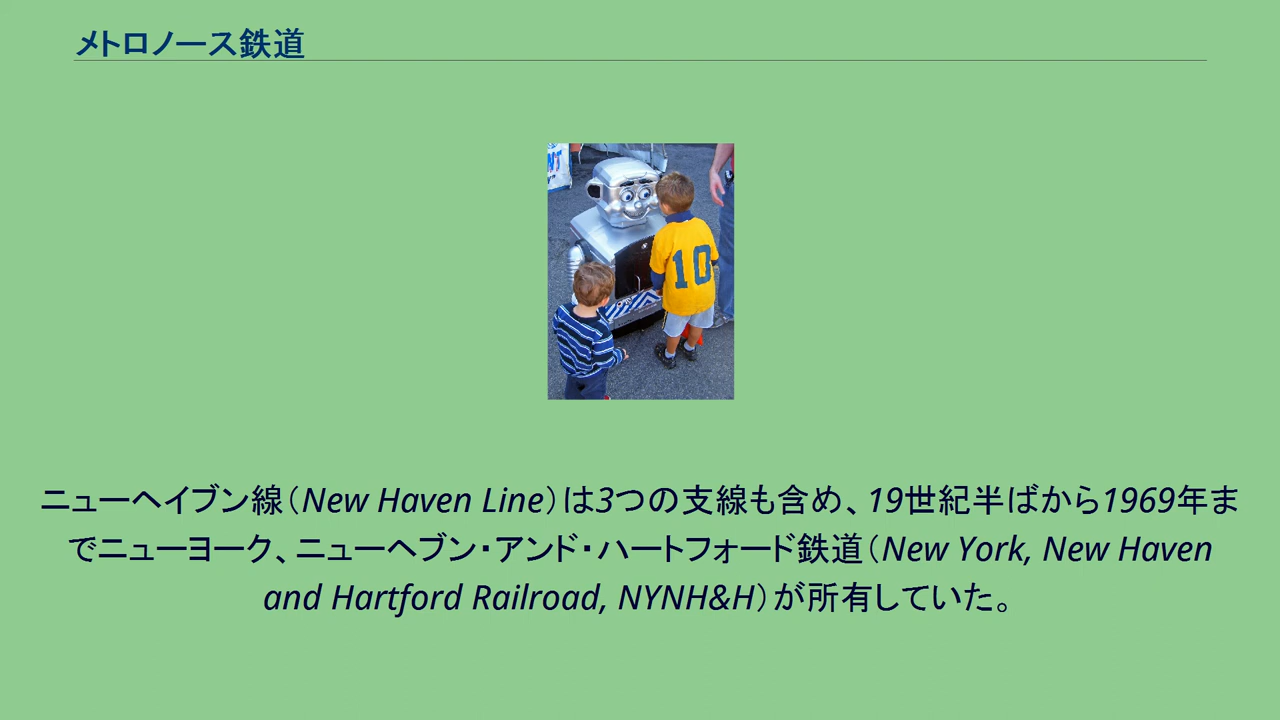 メトロノース鉄道
10
ニューヘイブン線（New Haven Line）は3つの支線も含め、19世紀半ばから1969年ま
でニューヨーク、ニューヘブン・アンド・ハートフォード鉄道（New York, New Haven
and Hartford Railroad, NYNH&H）が所有していた。